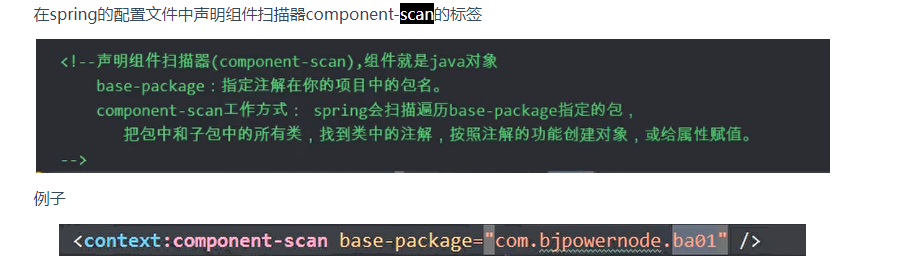 在spring的配置文件中声明组件扫描器component-scan的标签
<!--声明组件扫描器(component-scan),组件就是java对象
base-package：指定注解在你的项目中的包名。
component-scan工作方式： spring会扫描遍历base-package指定的包，
把包中和子包中的所有类，找到类中的注解，按照注解的功能创建对象，或给属性赋值。
-->
例子
<context:component-scan base-package="com.bjpowernode.ba01" />